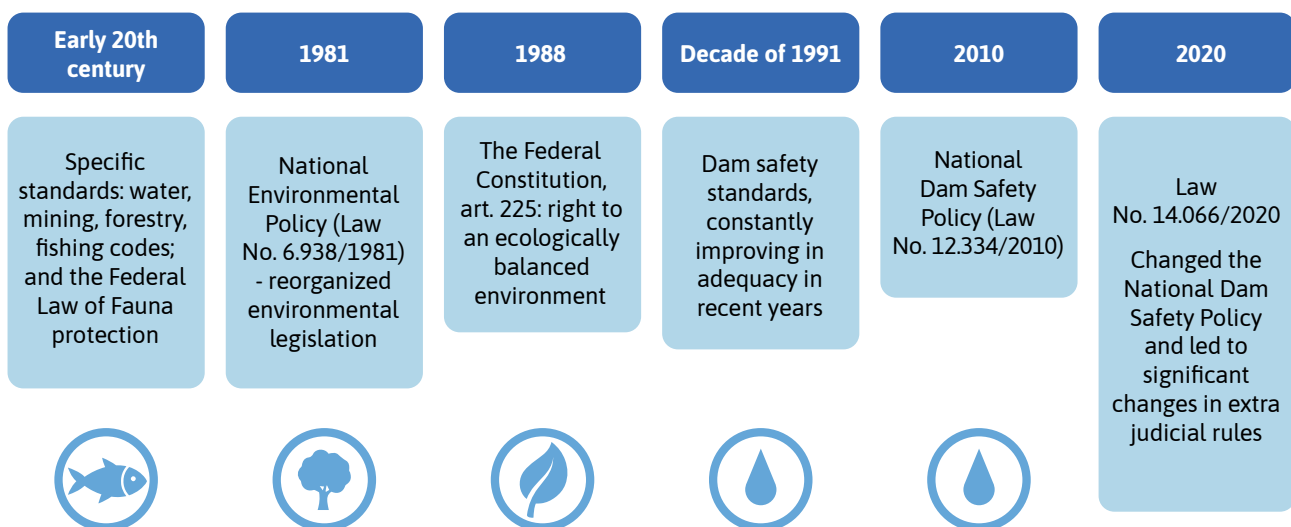 Early 20th
century
Specific
standards: water,
mining, forestry,
fishing codes;
and the Federal
Law of Fauna
protection
1981
National
Environmental
Policy (Law
No. 6.938/1981)
- reorganized
environmental
legislation
1988
The Federal
Constitution,
art. 225: right to
an ecologically
balanced
environment
Decade of 1991
Dam safety
standards,
constantly
improving in
adequacy in
recent years
2010
National
Dam Safety
Policy (Law
No. 12.334/2010)
2020
Law
No. 14.066/2020
Changed the
National Dam
Safety Policy
and led to
significant
changes in extra
judicial rules